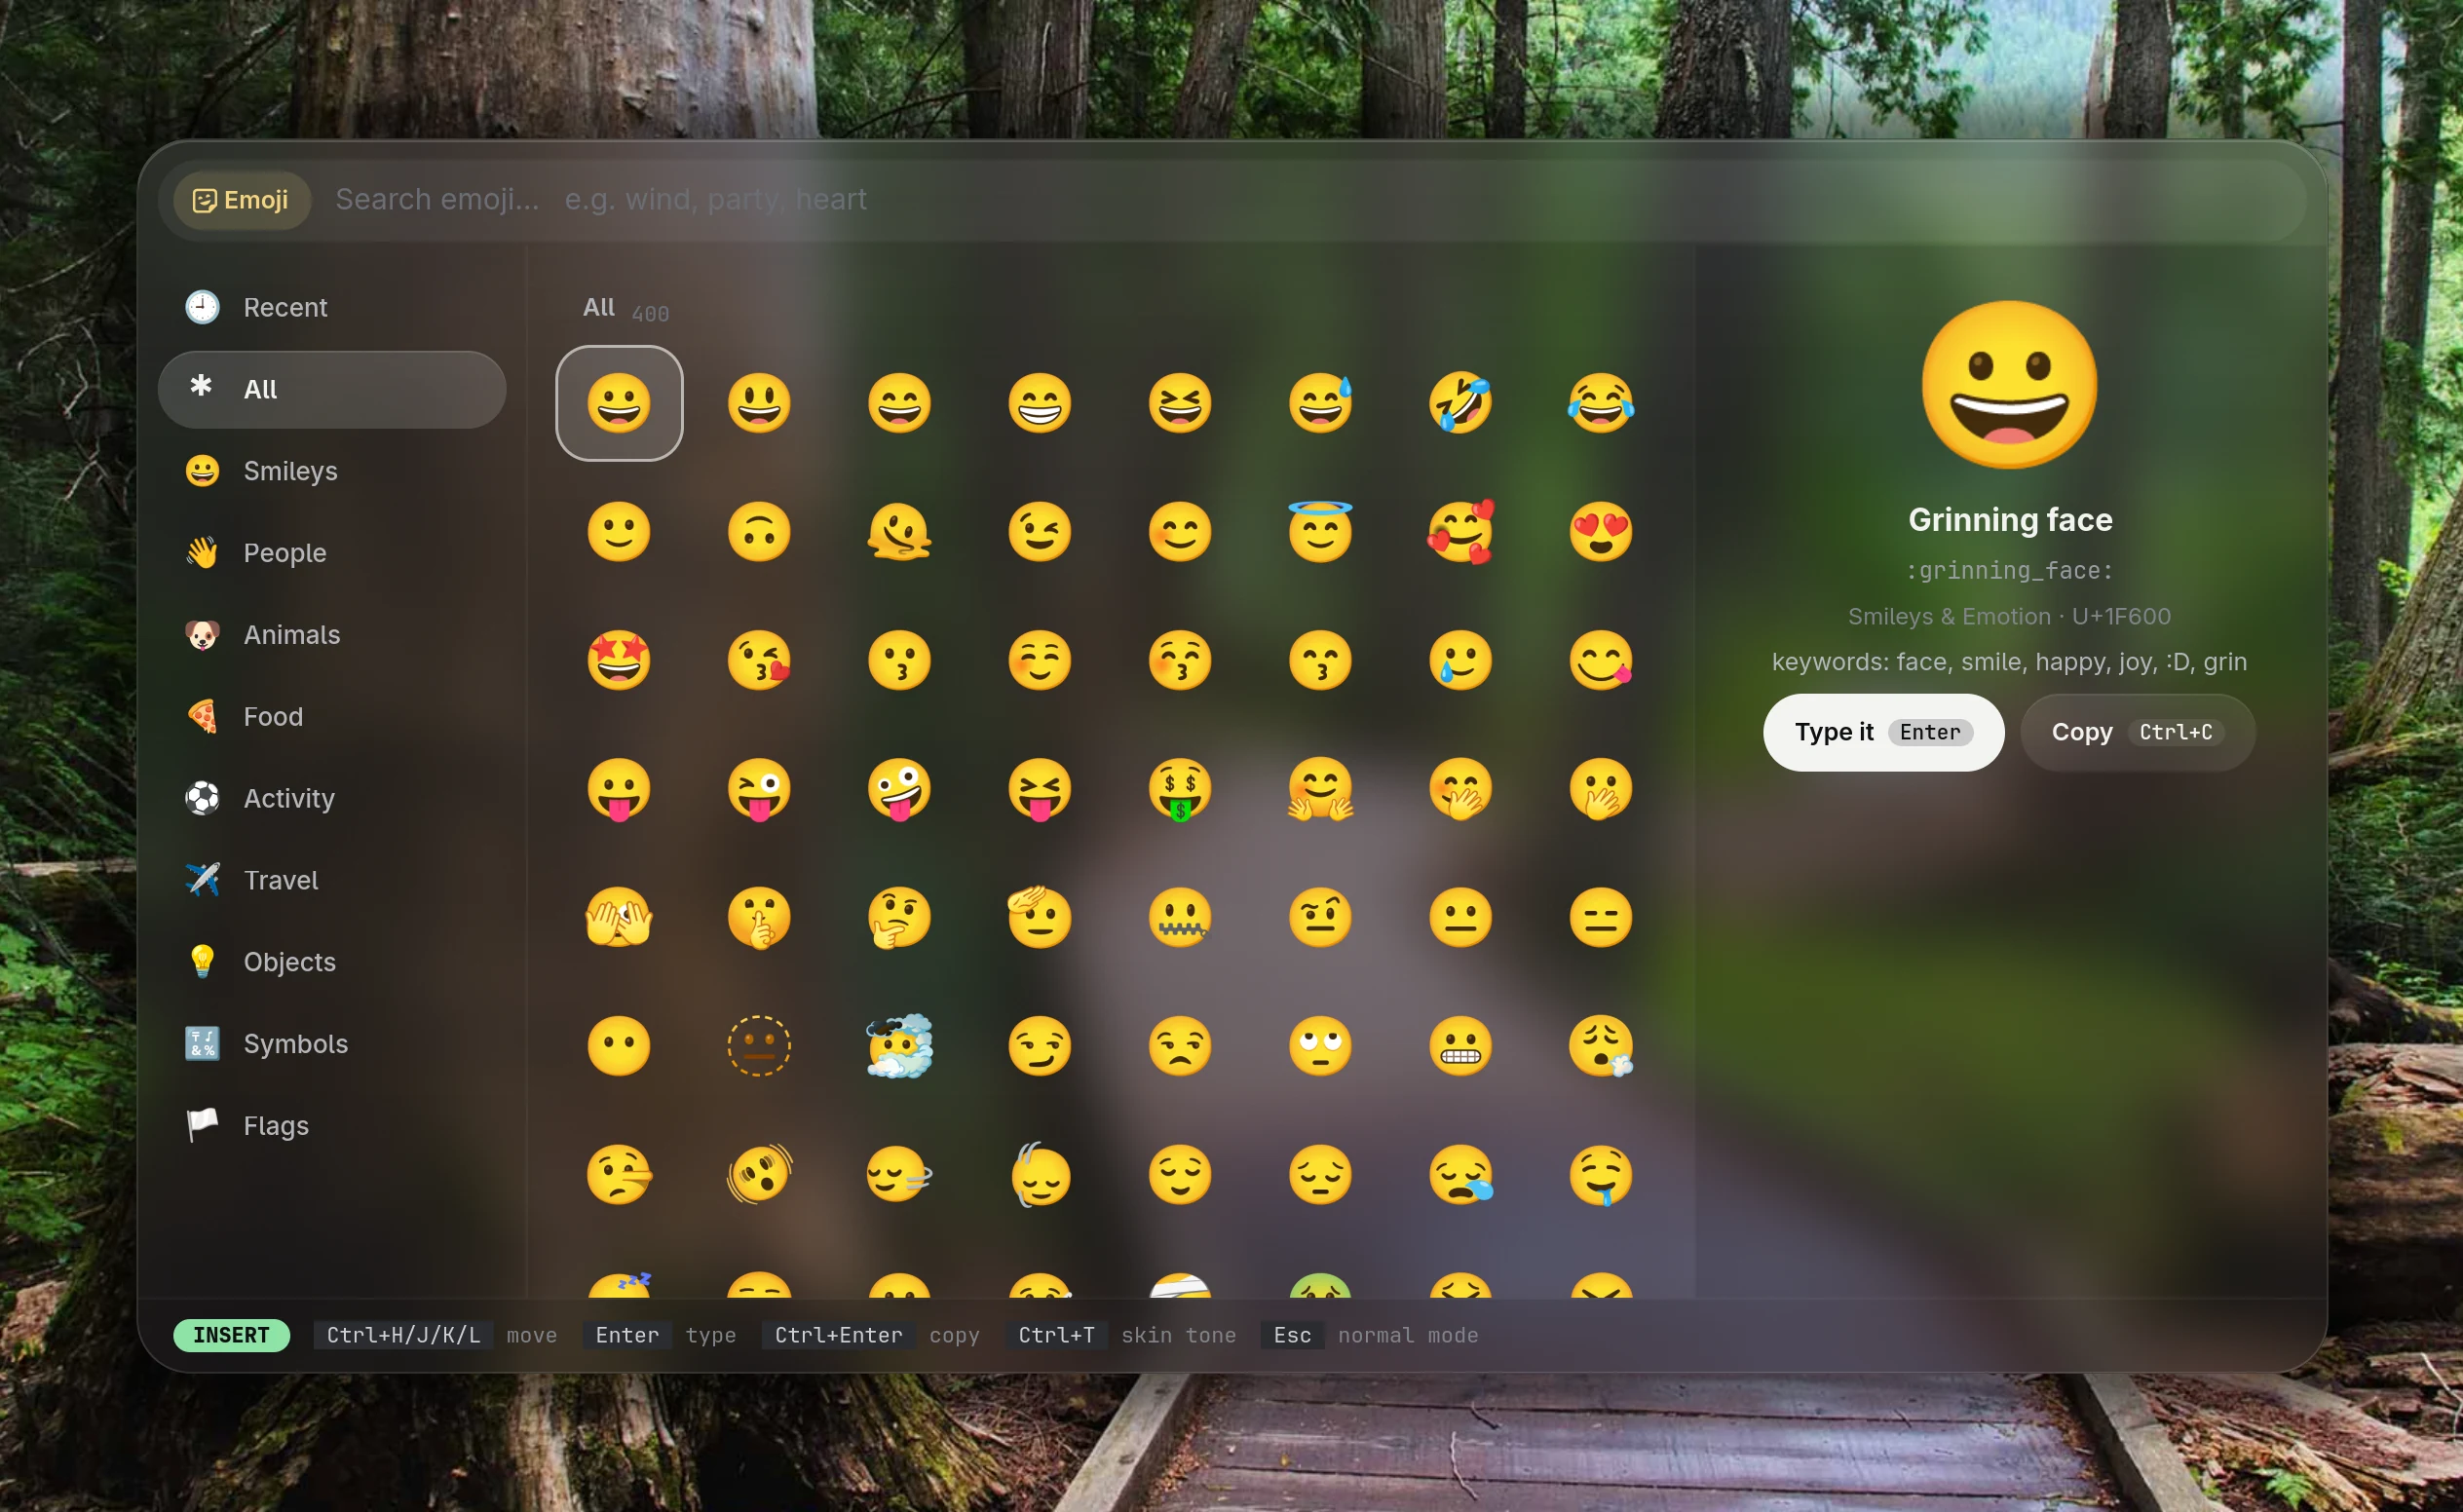 Emoji
Search emoji... e.g. wind, party, heart
Recent
All
Smileys
People
Animals
Food
Activity
Travel
Objects
Symbols
Flags
All 400
Grinning face
:grinning_face:
Smileys & Emotion · U+1F600
keywords: face, smile, happy, joy, :D, grin
Type it Enter
Copy Ctrl+C
INSERT Ctrl+H/J/K/L move Enter type Ctrl+Enter copy Ctrl+T skin tone Esc normal mode